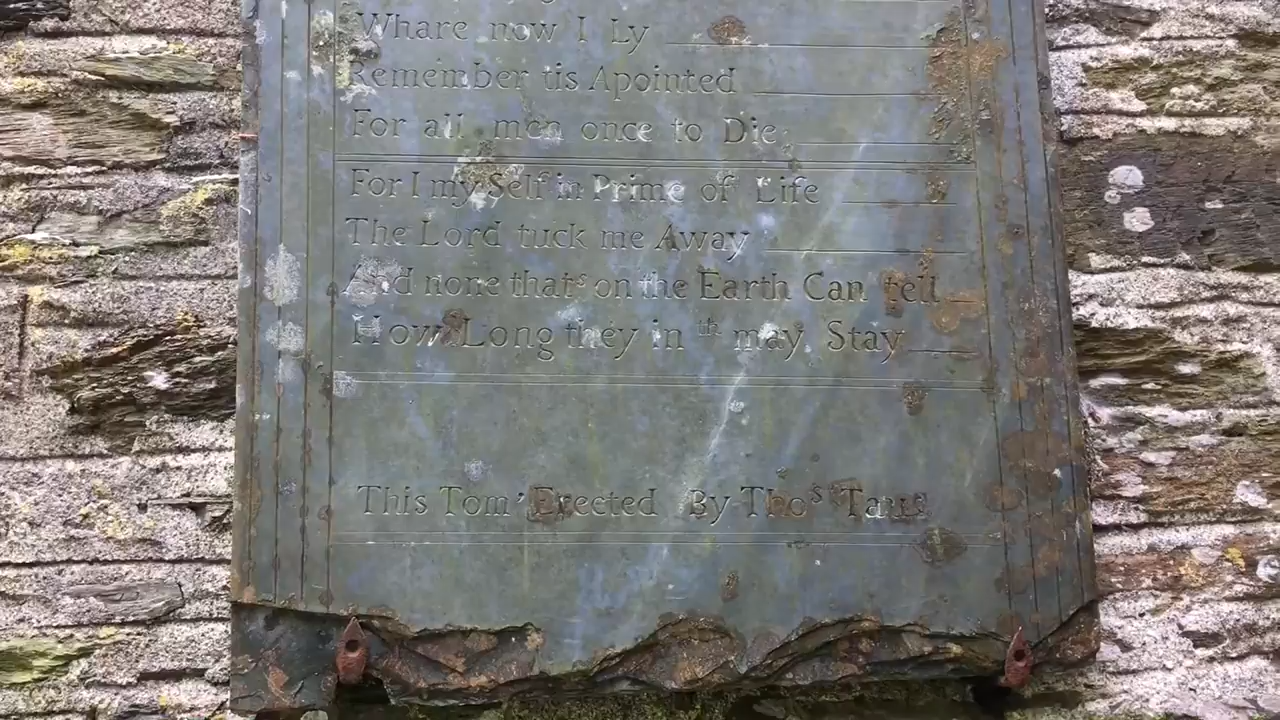 Whare now I Ly
Remember tis Apointed
For all men once to Die
For I my Self in Prime of Life
The Lord tuck me Away
And none thatˢ on the Earth Can tell
How Long they in ᵗʰ may Stay
This Tom' Erected By Thoˢ